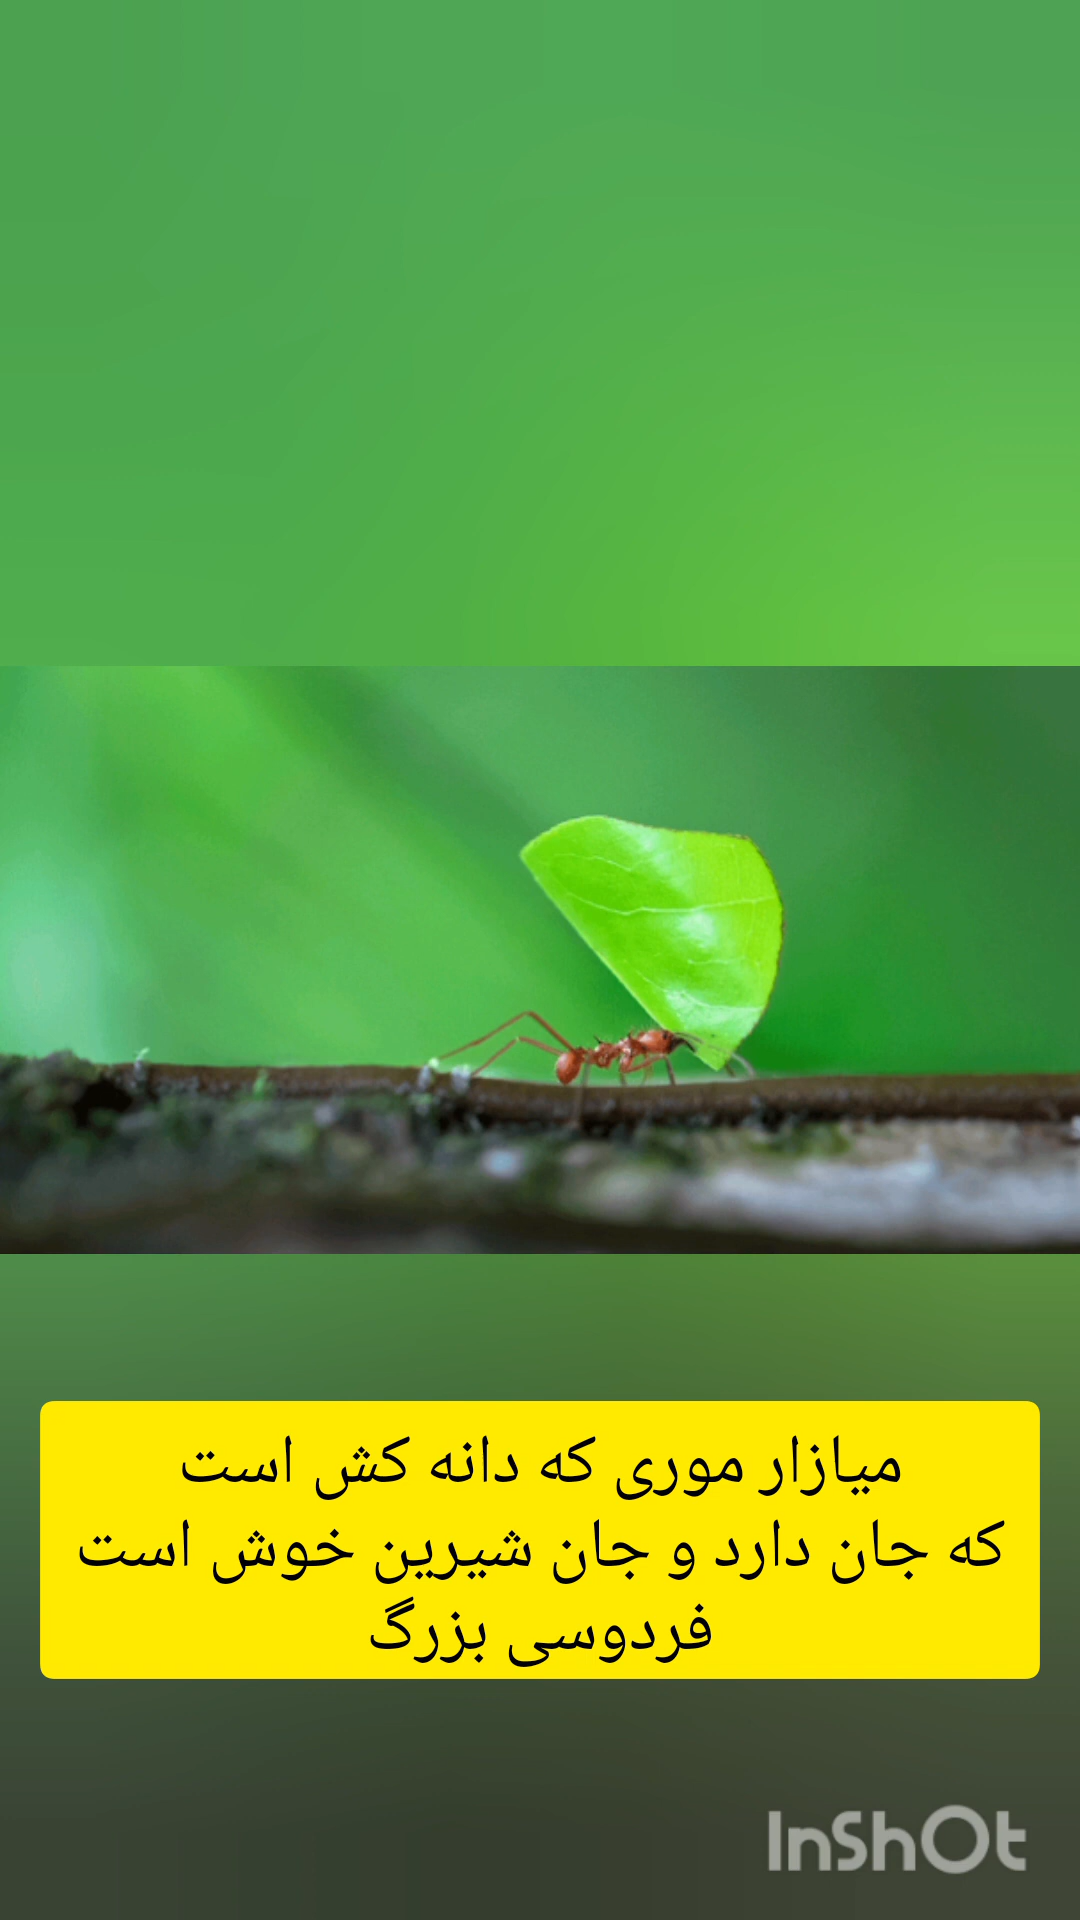 میازار موری که دانه کش است
که جان دارد و جان شیرین خوش است
فردوسی بزرگ
InShOt